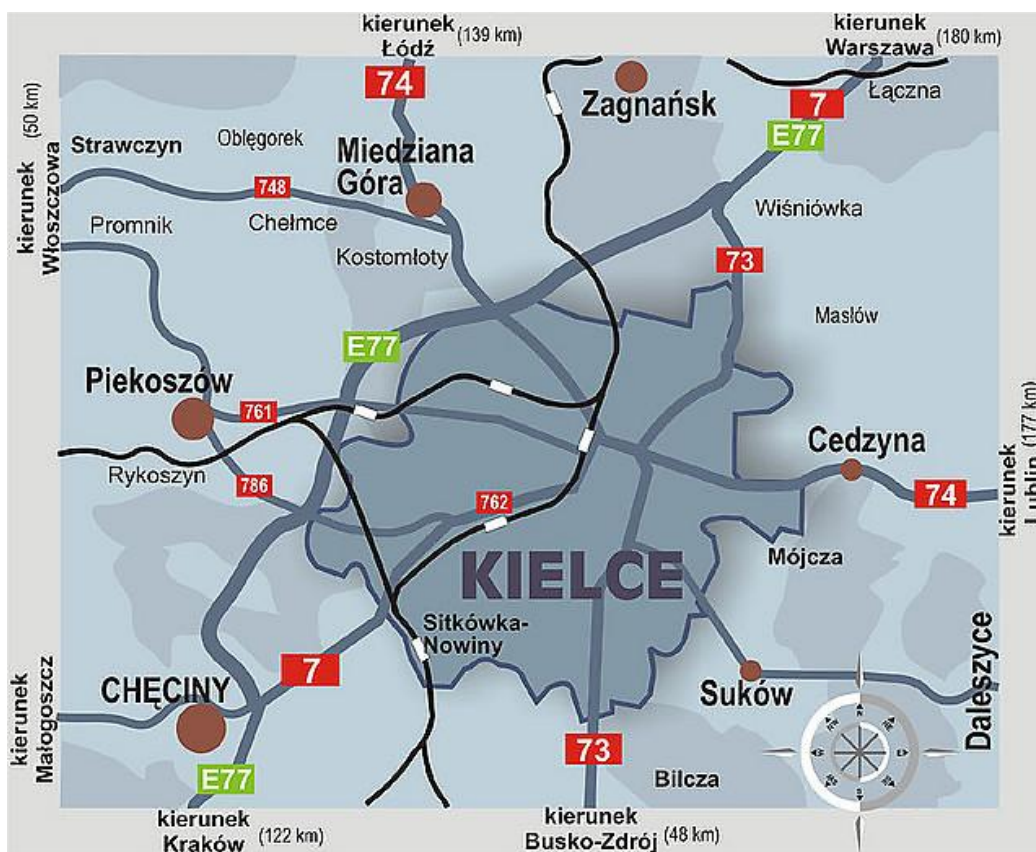 kierunek
Łódź (139 km)
kierunek
Warszawa (180 km)
74
Zagnańsk
7
Łączna
E77
Strawczyn
Oblęgorek
Miedziana
Góra
kierunek
Włoszczowa (50 km)
748
Promnik
Chełmce
Wiśniówka
Kostomłoty
73
Masłów
E77
Piekoszów
761
Cedzyna
Rykoszyn
786
762
74
kierunek
Lublin (177 km)
Mójcza
KIELCE
Sitkówka-
Nowiny
7
CHĘCINY
Suków
Daleszyce
kierunek
Małogoszcz
73
N
NE
E
S
NW
E77
Bilcza
kierunek
Kraków (122 km)
kierunek
Busko-Zdrój (48 km)